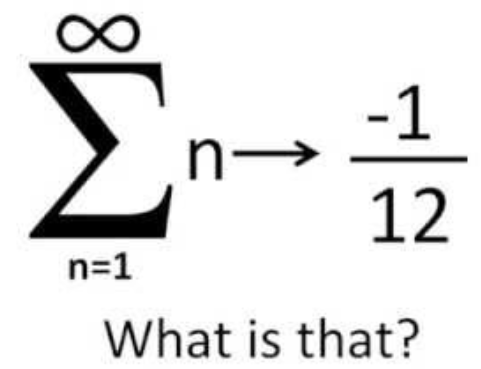 ∞
∑ n→ -1/12
n=1
What is that?